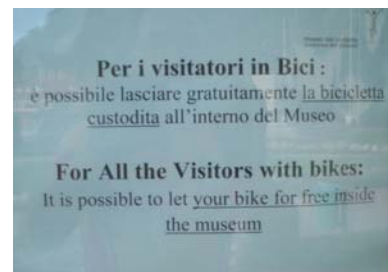 Per i visitatori in Bici :
è possibile lasciare gratuitamente la bicicletta
custodita all'interno del Museo
For All the Visitors with bikes:
It is possible to let your bike for free inside
the museum